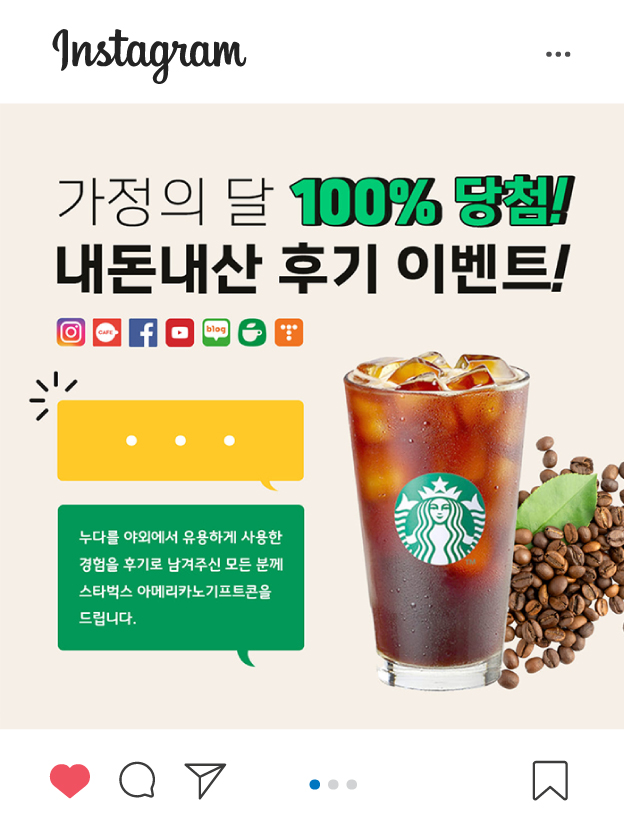 Instagram
가정의 달 100% 당첨!
내돈내산 후기 이벤트!
CAFE
blog
누다를 야외에서 유용하게 사용한
경험을 후기로 남겨주신 모든 분께
스타벅스 아메리카노기프트콘을
드립니다.
TM